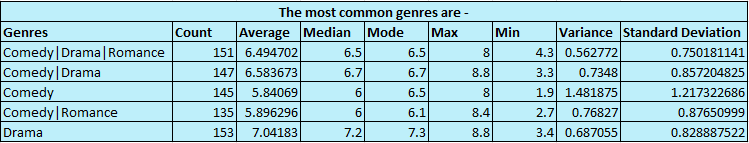 The most common genres are -
Genres Count Average Median Mode Max Min Variance Standard Deviation
Comedy|Drama|Romance 151 6.494702 6.5 6.5 8 4.3 0.562772 0.750181141
Comedy|Drama 147 6.583673 6.7 6.7 8.8 3.3 0.7348 0.857204825
Comedy 145 5.84069 6 6.5 8 1.9 1.481875 1.217322686
Comedy|Romance 135 5.896296 6 6.1 8.4 2.7 0.76827 0.87650999
Drama 153 7.04183 7.2 7.3 8.8 3.4 0.687055 0.828887522